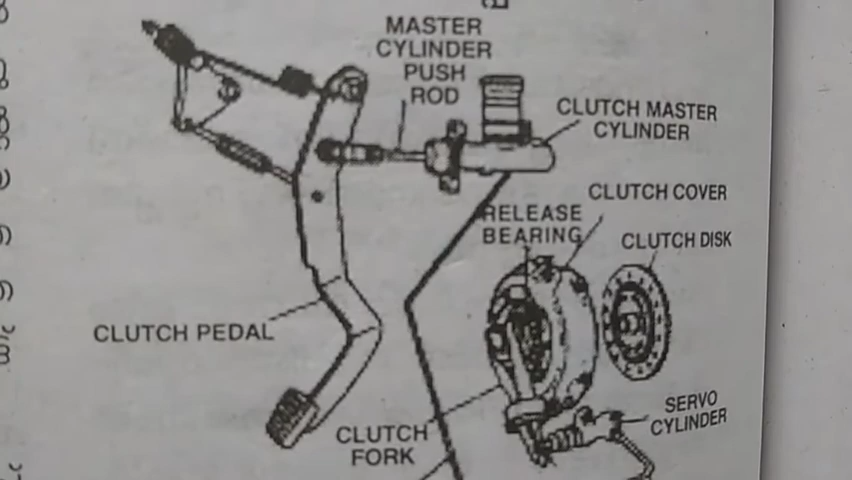 MASTER
CYLINDER
PUSH
ROD
CLUTCH MASTER
CYLINDER
CLUTCH COVER
RELEASE
BEARING
CLUTCH DISK
CLUTCH PEDAL
SERVO
CYLINDER
CLUTCH
FORK